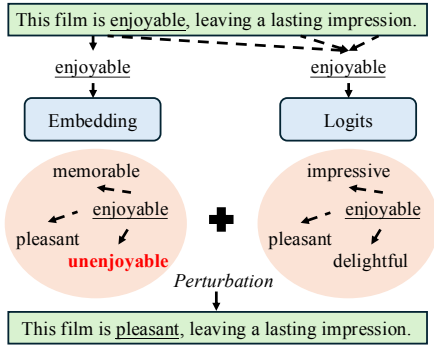 This film is enjoyable, leaving a lasting impression.
enjoyable
enjoyable
Embedding
Logits
memorable
enjoyable
pleasant
unenjoyable
impressive
enjoyable
pleasant
delightful
Perturbation
This film is pleasant, leaving a lasting impression.